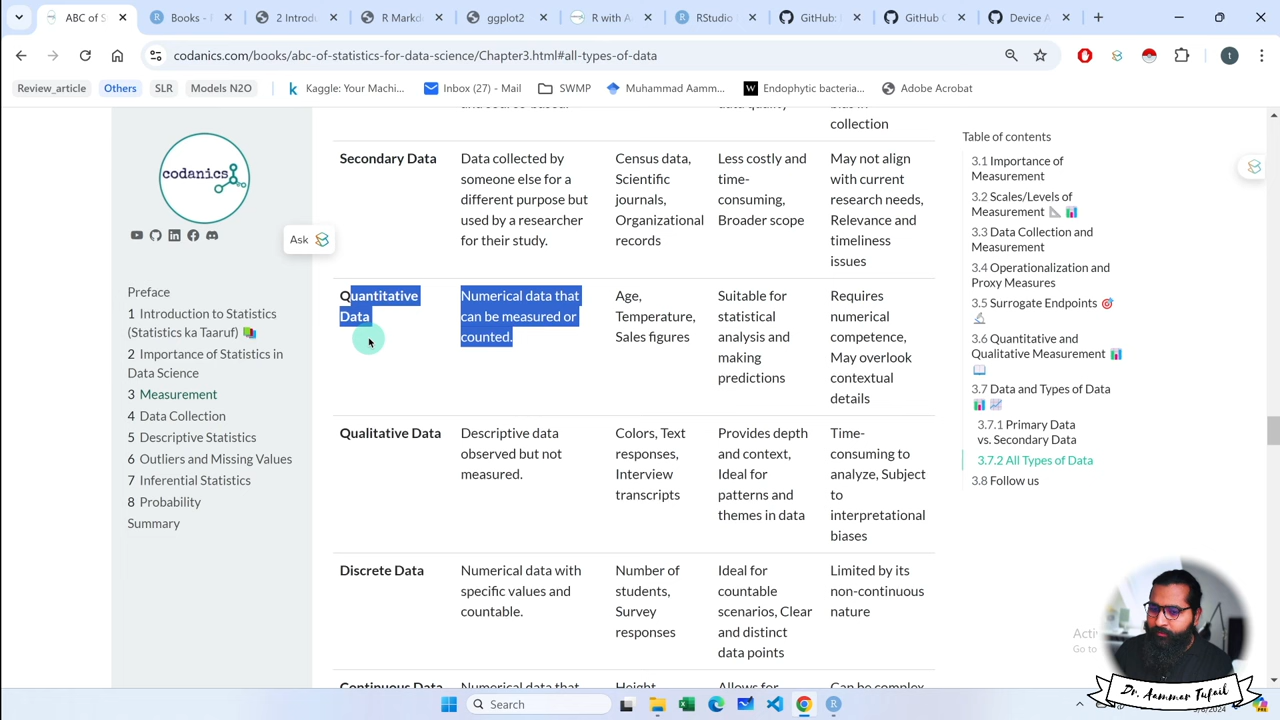 ABC of S
Books -
2 Introdu
R Markdo
ggplot2
R with A
RStudio
GitHub:
GitHub C
Device A
codanics.com/books/abc-of-statistics-for-data-science/Chapter3.html#all-types-of-data
t
Review_article
Others
SLR
Models N2O
Kaggle: Your Machi...
Inbox (27) - Mail
SWMP
Muhammad Aamm...
Endophytic bacteria...
Adobe Acrobat
codanics
Ask
Preface
1 Introduction to Statistics
(Statistics ka Taaruf)
2 Importance of Statistics in
Data Science
3 Measurement
4 Data Collection
5 Descriptive Statistics
6 Outliers and Missing Values
7 Inferential Statistics
8 Probability
Summary
collection
Secondary Data
Data collected by
someone else for a
different purpose but
used by a researcher
for their study.
Census data,
Scientific
journals,
Organizational
records
Less costly and
time-
consuming,
Broader scope
May not align
with current
research needs,
Relevance and
timeliness
issues
Quantitative
Data
Numerical data that
can be measured or
counted.
Age,
Temperature,
Sales figures
Suitable for
statistical
analysis and
making
predictions
Requires
numerical
competence,
May overlook
contextual
details
Qualitative Data
Descriptive data
observed but not
measured.
Colors, Text
responses,
Interview
transcripts
Provides depth
and context,
Ideal for
patterns and
themes in data
Time-
consuming to
analyze, Subject
to
interpretational
biases
Discrete Data
Numerical data with
specific values and
countable.
Number of
students,
Survey
responses
Ideal for
countable
scenarios, Clear
and distinct
data points
Limited by its
non-continuous
nature
Continuous Data
Numerical data that
Height
Allows for
Can be complex
Table of contents
3.1 Importance of
Measurement
3.2 Scales/Levels of
Measurement
3.3 Data Collection and
Measurement
3.4 Operationalization and
Proxy Measures
3.5 Surrogate Endpoints
3.6 Quantitative and
Qualitative Measurement
3.7 Data and Types of Data
3.7.1 Primary Data
vs. Secondary Data
3.7.2 All Types of Data
3.8 Follow us
Go to
Dr. Aammar Tufail
Search